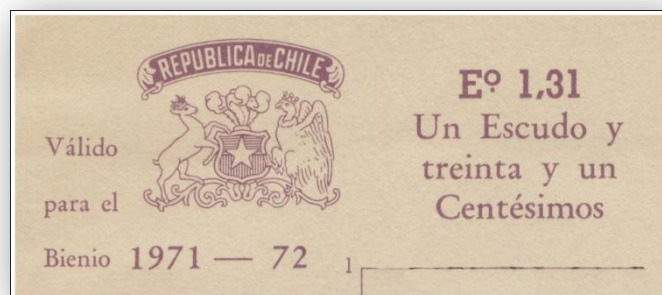 REPUBLICA DE CHILE
Eº 1,31
Un Escudo y
treinta y un
Centésimos
Válido
para el
Bienio 1971 — 72
1